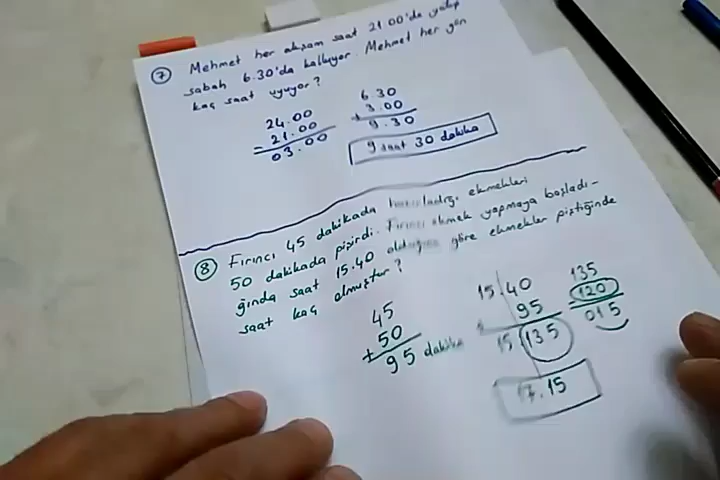 7 Mehmet her akşam saat 21.00'da yatıp
sabah 6.30'da kalkıyor. Mehmet her gün
kaç saat uyuyor?
24.00
- 21.00
03.00
6.30
+ 3.00
9.30
9 saat 30 dakika
8 Fırıncı 45 dakikada hazırladığı ekmekleri
50 dakikada pişirdi. Fırıncı ekmek yapmaya başladı-
ğında saat 15.40 olduğuna göre ekmekler piştiğinde
saat kaç olmuştur?
45
+ 50
95 dakika
15.40
+ 95
15 135
135
120
015
17.15